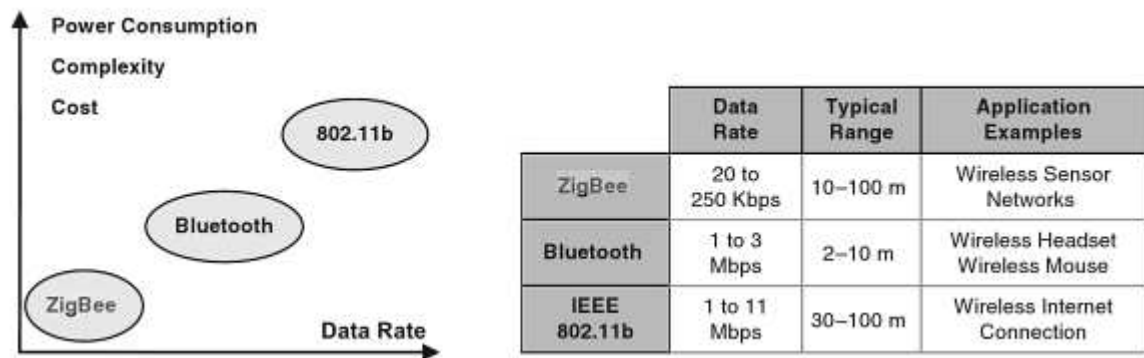 Power Consumption
Complexity
Cost
802.11b
Bluetooth
ZigBee
Data Rate
Data Rate
Typical Range
Application Examples
ZigBee
20 to
250 Kbps
10–100 m
Wireless Sensor
Networks
Bluetooth
1 to 3
Mbps
2–10 m
Wireless Headset
Wireless Mouse
IEEE
802.11b
1 to 11
Mbps
30–100 m
Wireless Internet
Connection